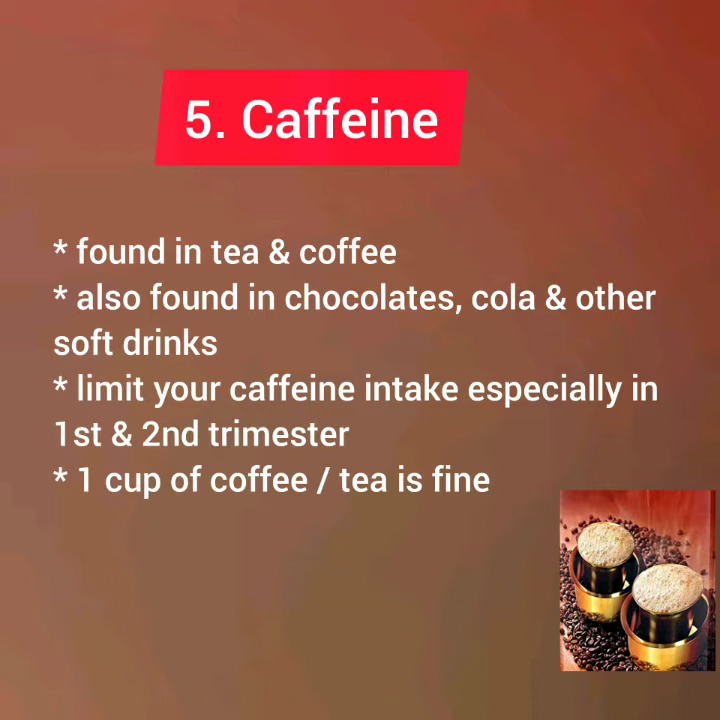 5. Caffeine
* found in tea & coffee
* also found in chocolates, cola & other
soft drinks
* limit your caffeine intake especially in
1st & 2nd trimester
* 1 cup of coffee / tea is fine